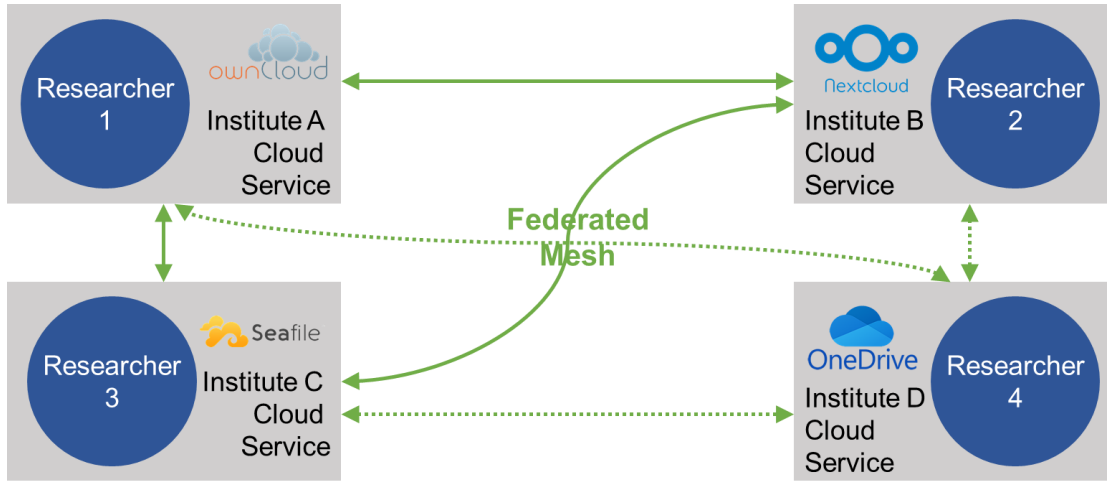 Researcher
1
ownCloud
Institute A
Cloud
Service
Nextcloud
Institute B
Cloud
Service
Researcher
2
Federated
Mesh
Researcher
3
Seafile
Institute C
Cloud
Service
OneDrive
Institute D
Cloud
Service
Researcher
4